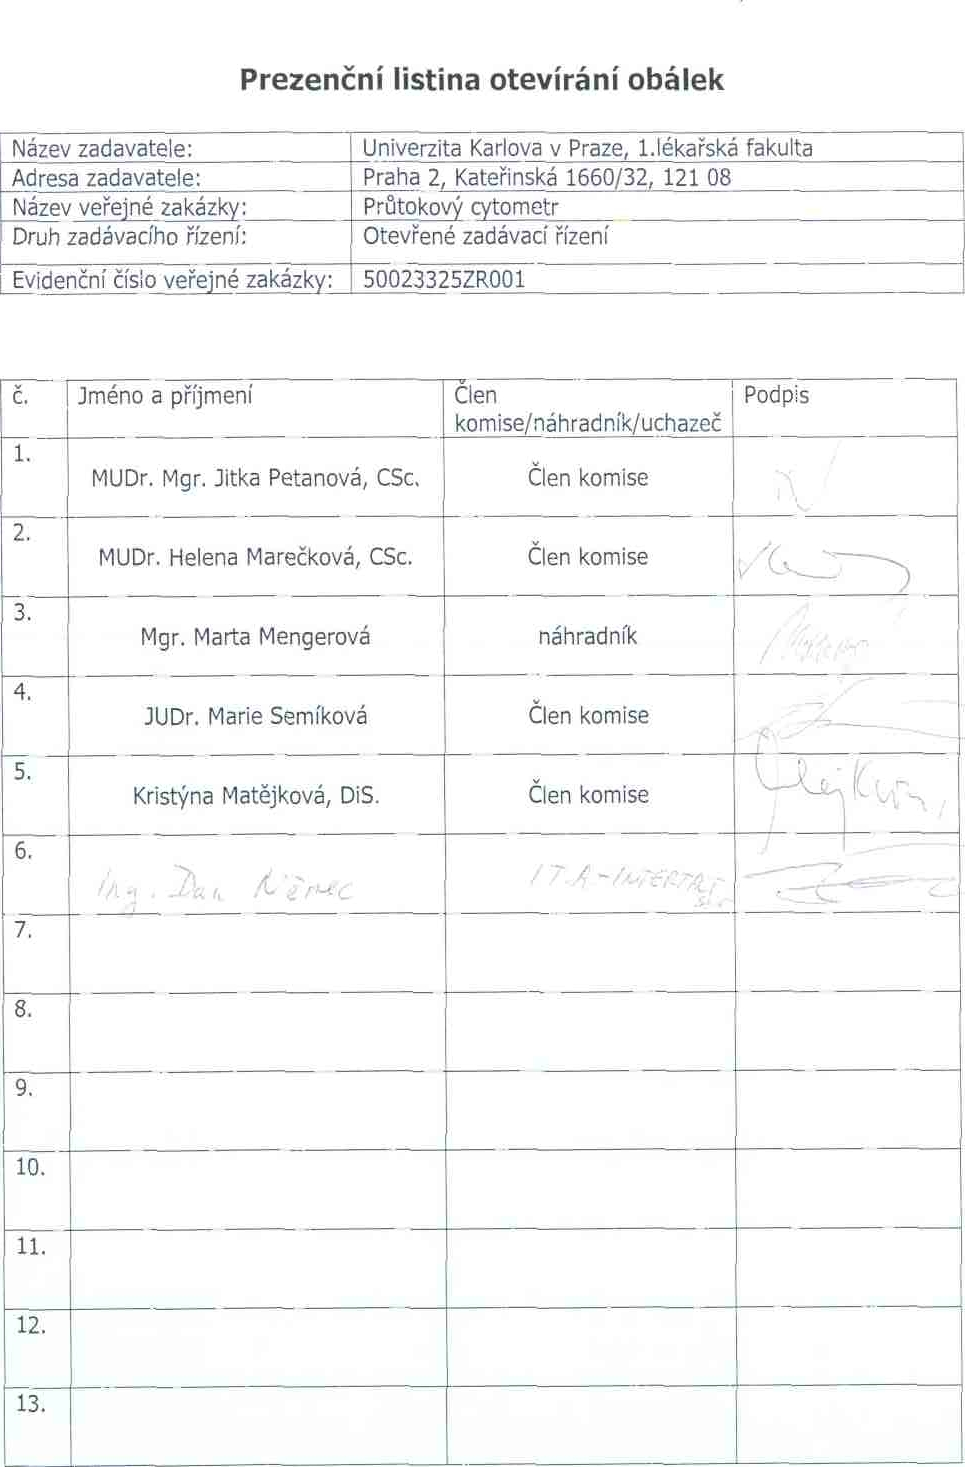 Prezenční listina otevírání obálek
Název zadavatele: Univerzita Karlova v Praze, 1.lékařská fakulta
Adresa zadavatele: Praha 2, Kateřinská 1660/32, 121 08
Název veřejné zakázky: Průtokový cytometr
Druh zadávacího řízení: Otevřené zadávací řízení
Evidenční číslo veřejné zakázky: 50023325ZR001
č. Jméno a příjmení Člen komise/náhradník/uchazeč Podpis
1. MUDr. Mgr. Jitka Petanová, CSc. Člen komise
2. MUDr. Helena Marečková, CSc. Člen komise
3. Mgr. Marta Mengerová náhradník
4. JUDr. Marie Semíková Člen komise
5. Kristýna Matějková, DiS. Člen komise
6. Ing. Dan Němec ITA-INTERTACT
7.
8.
9.
10.
11.
12.
13.